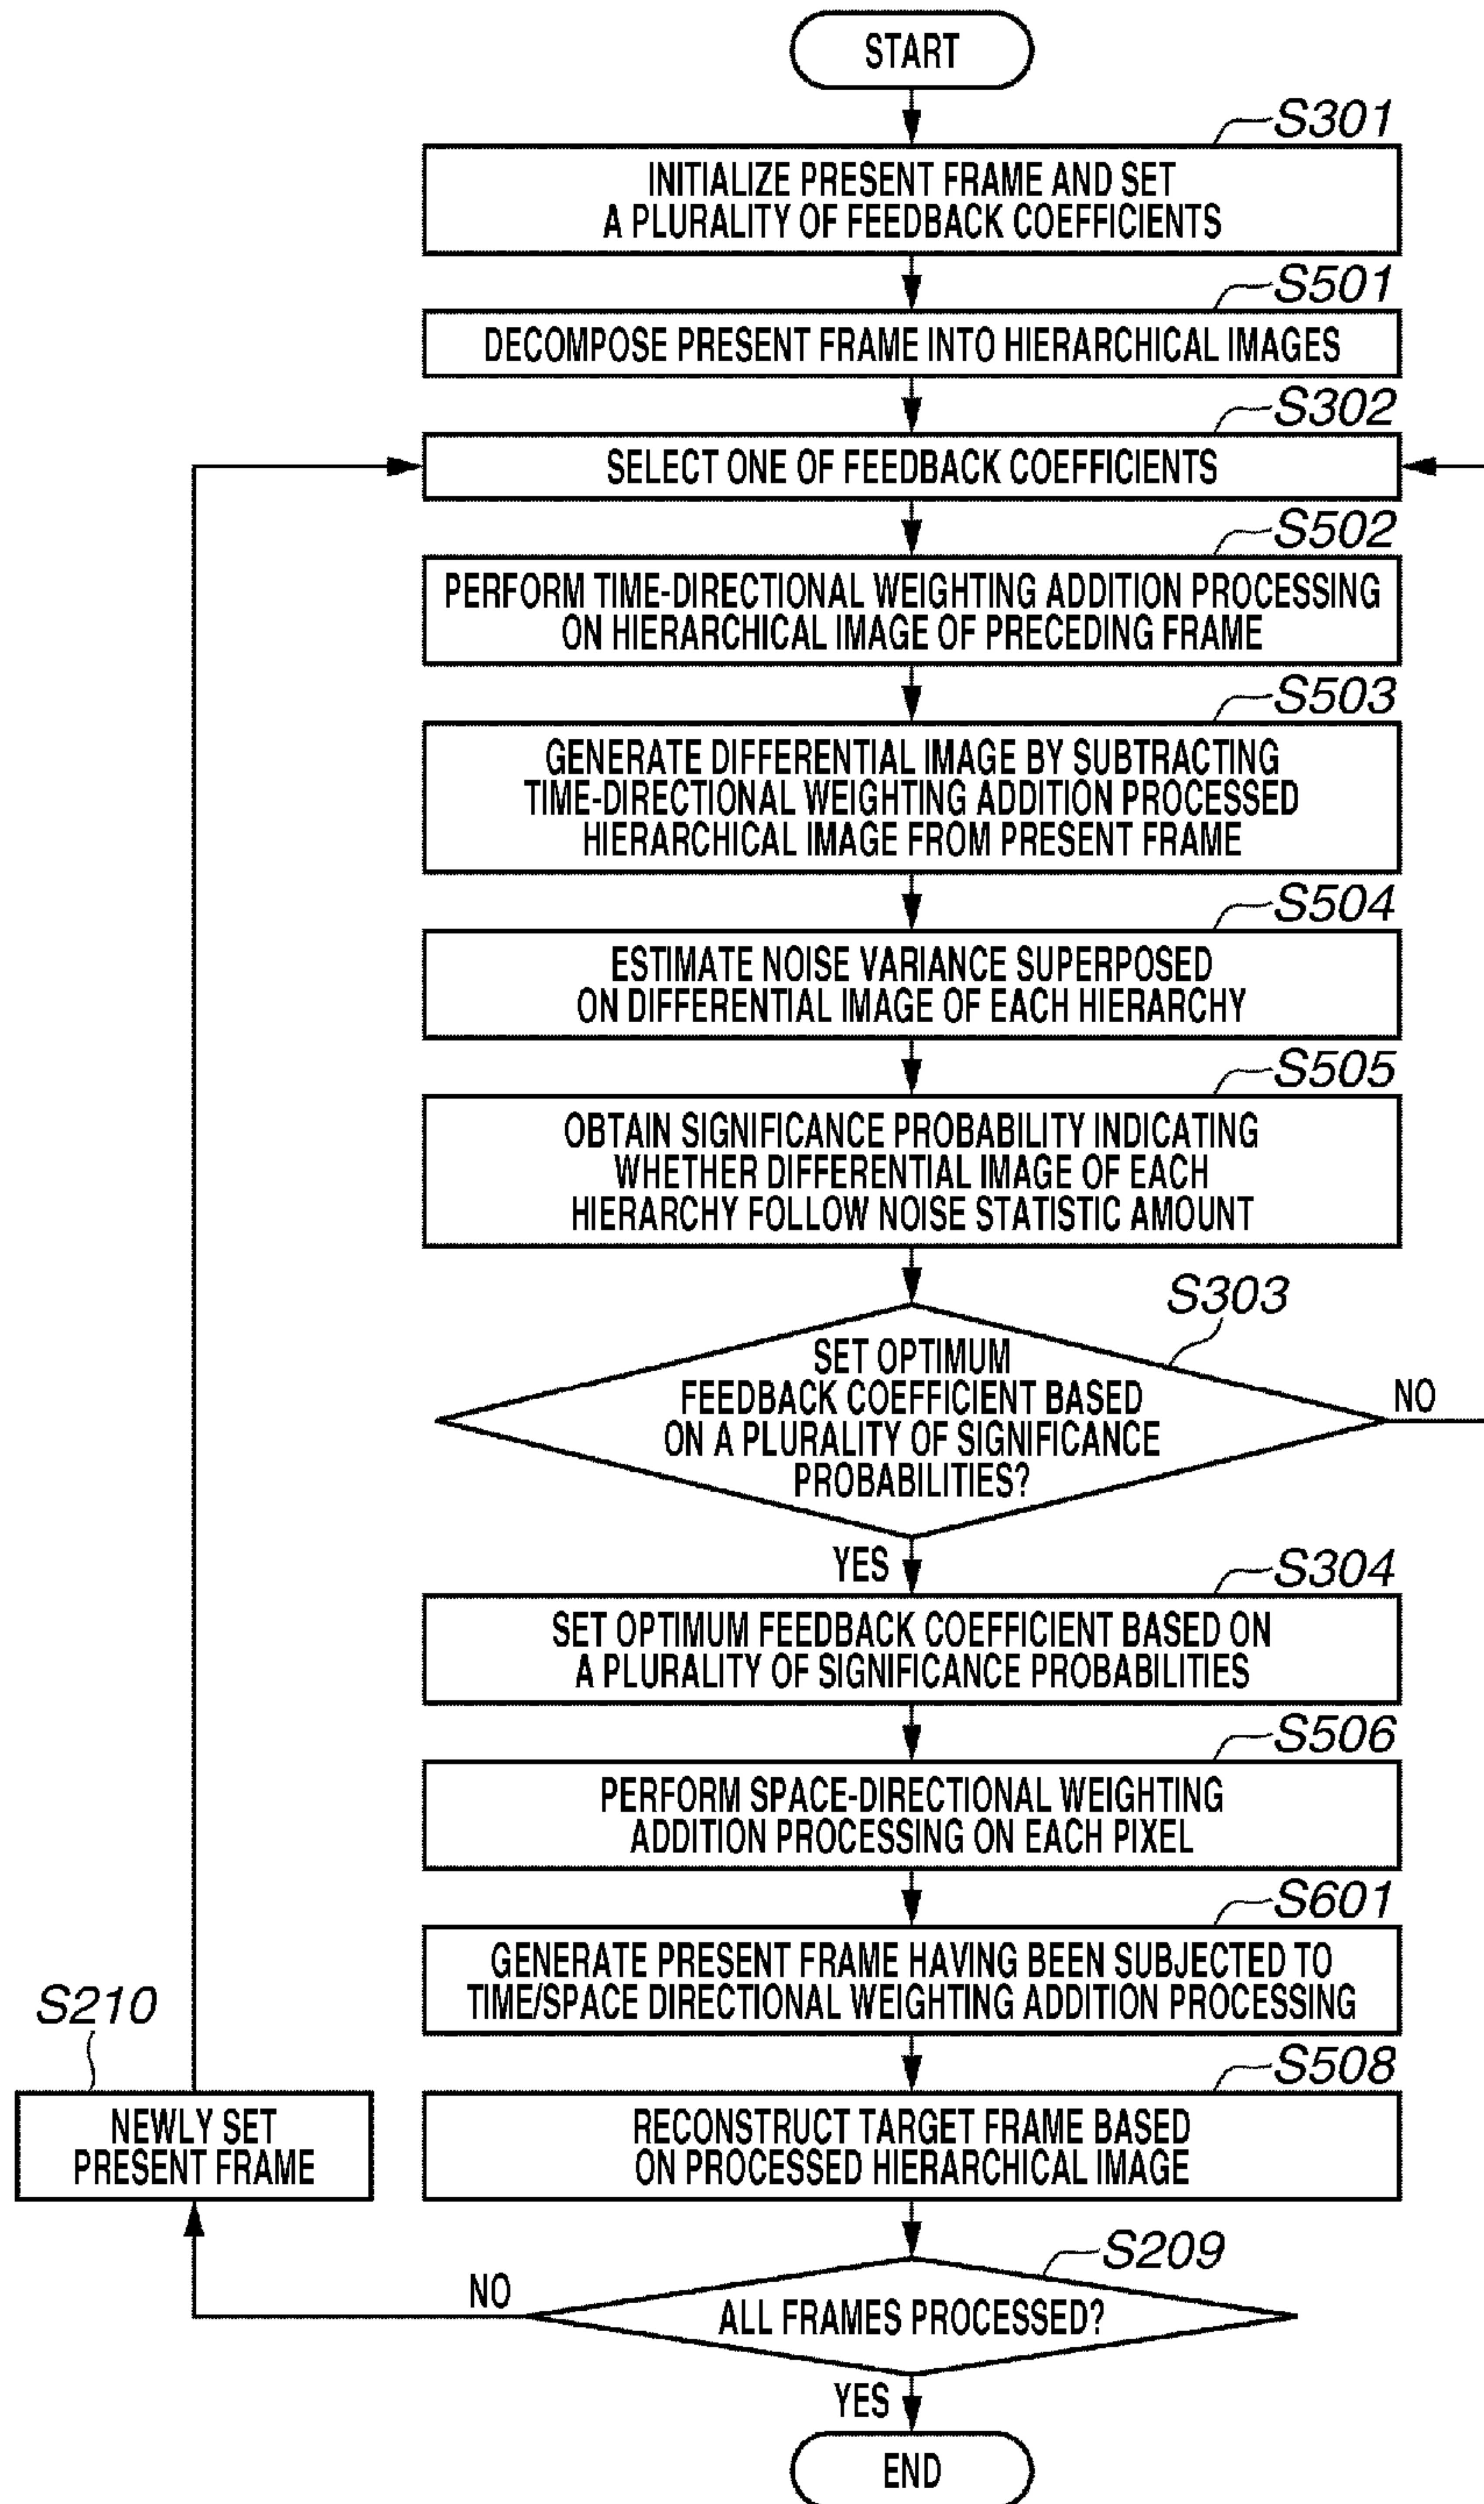 START
S301
INITIALIZE PRESENT FRAME AND SET
A PLURALITY OF FEEDBACK COEFFICIENTS
S501
DECOMPOSE PRESENT FRAME INTO HIERARCHICAL IMAGES
S302
SELECT ONE OF FEEDBACK COEFFICIENTS
S502
PERFORM TIME-DIRECTIONAL WEIGHTING ADDITION PROCESSING
ON HIERARCHICAL IMAGE OF PRECEDING FRAME
S503
GENERATE DIFFERENTIAL IMAGE BY SUBTRACTING
TIME-DIRECTIONAL WEIGHTING ADDITION PROCESSED
HIERARCHICAL IMAGE FROM PRESENT FRAME
S504
ESTIMATE NOISE VARIANCE SUPERPOSED
ON DIFFERENTIAL IMAGE OF EACH HIERARCHY
S505
OBTAIN SIGNIFICANCE PROBABILITY INDICATING
WHETHER DIFFERENTIAL IMAGE OF EACH
HIERARCHY FOLLOW NOISE STATISTIC AMOUNT
S303
SET OPTIMUM
FEEDBACK COEFFICIENT BASED
ON A PLURALITY OF SIGNIFICANCE
PROBABILITIES?
NO
YES
S304
SET OPTIMUM FEEDBACK COEFFICIENT BASED ON
A PLURALITY OF SIGNIFICANCE PROBABILITIES
S506
PERFORM SPACE-DIRECTIONAL WEIGHTING
ADDITION PROCESSING ON EACH PIXEL
S601
GENERATE PRESENT FRAME HAVING BEEN SUBJECTED TO
TIME/SPACE DIRECTIONAL WEIGHTING ADDITION PROCESSING
S210
NEWLY SET
PRESENT FRAME
S508
RECONSTRUCT TARGET FRAME BASED
ON PROCESSED HIERARCHICAL IMAGE
S209
NO
ALL FRAMES PROCESSED?
YES
END